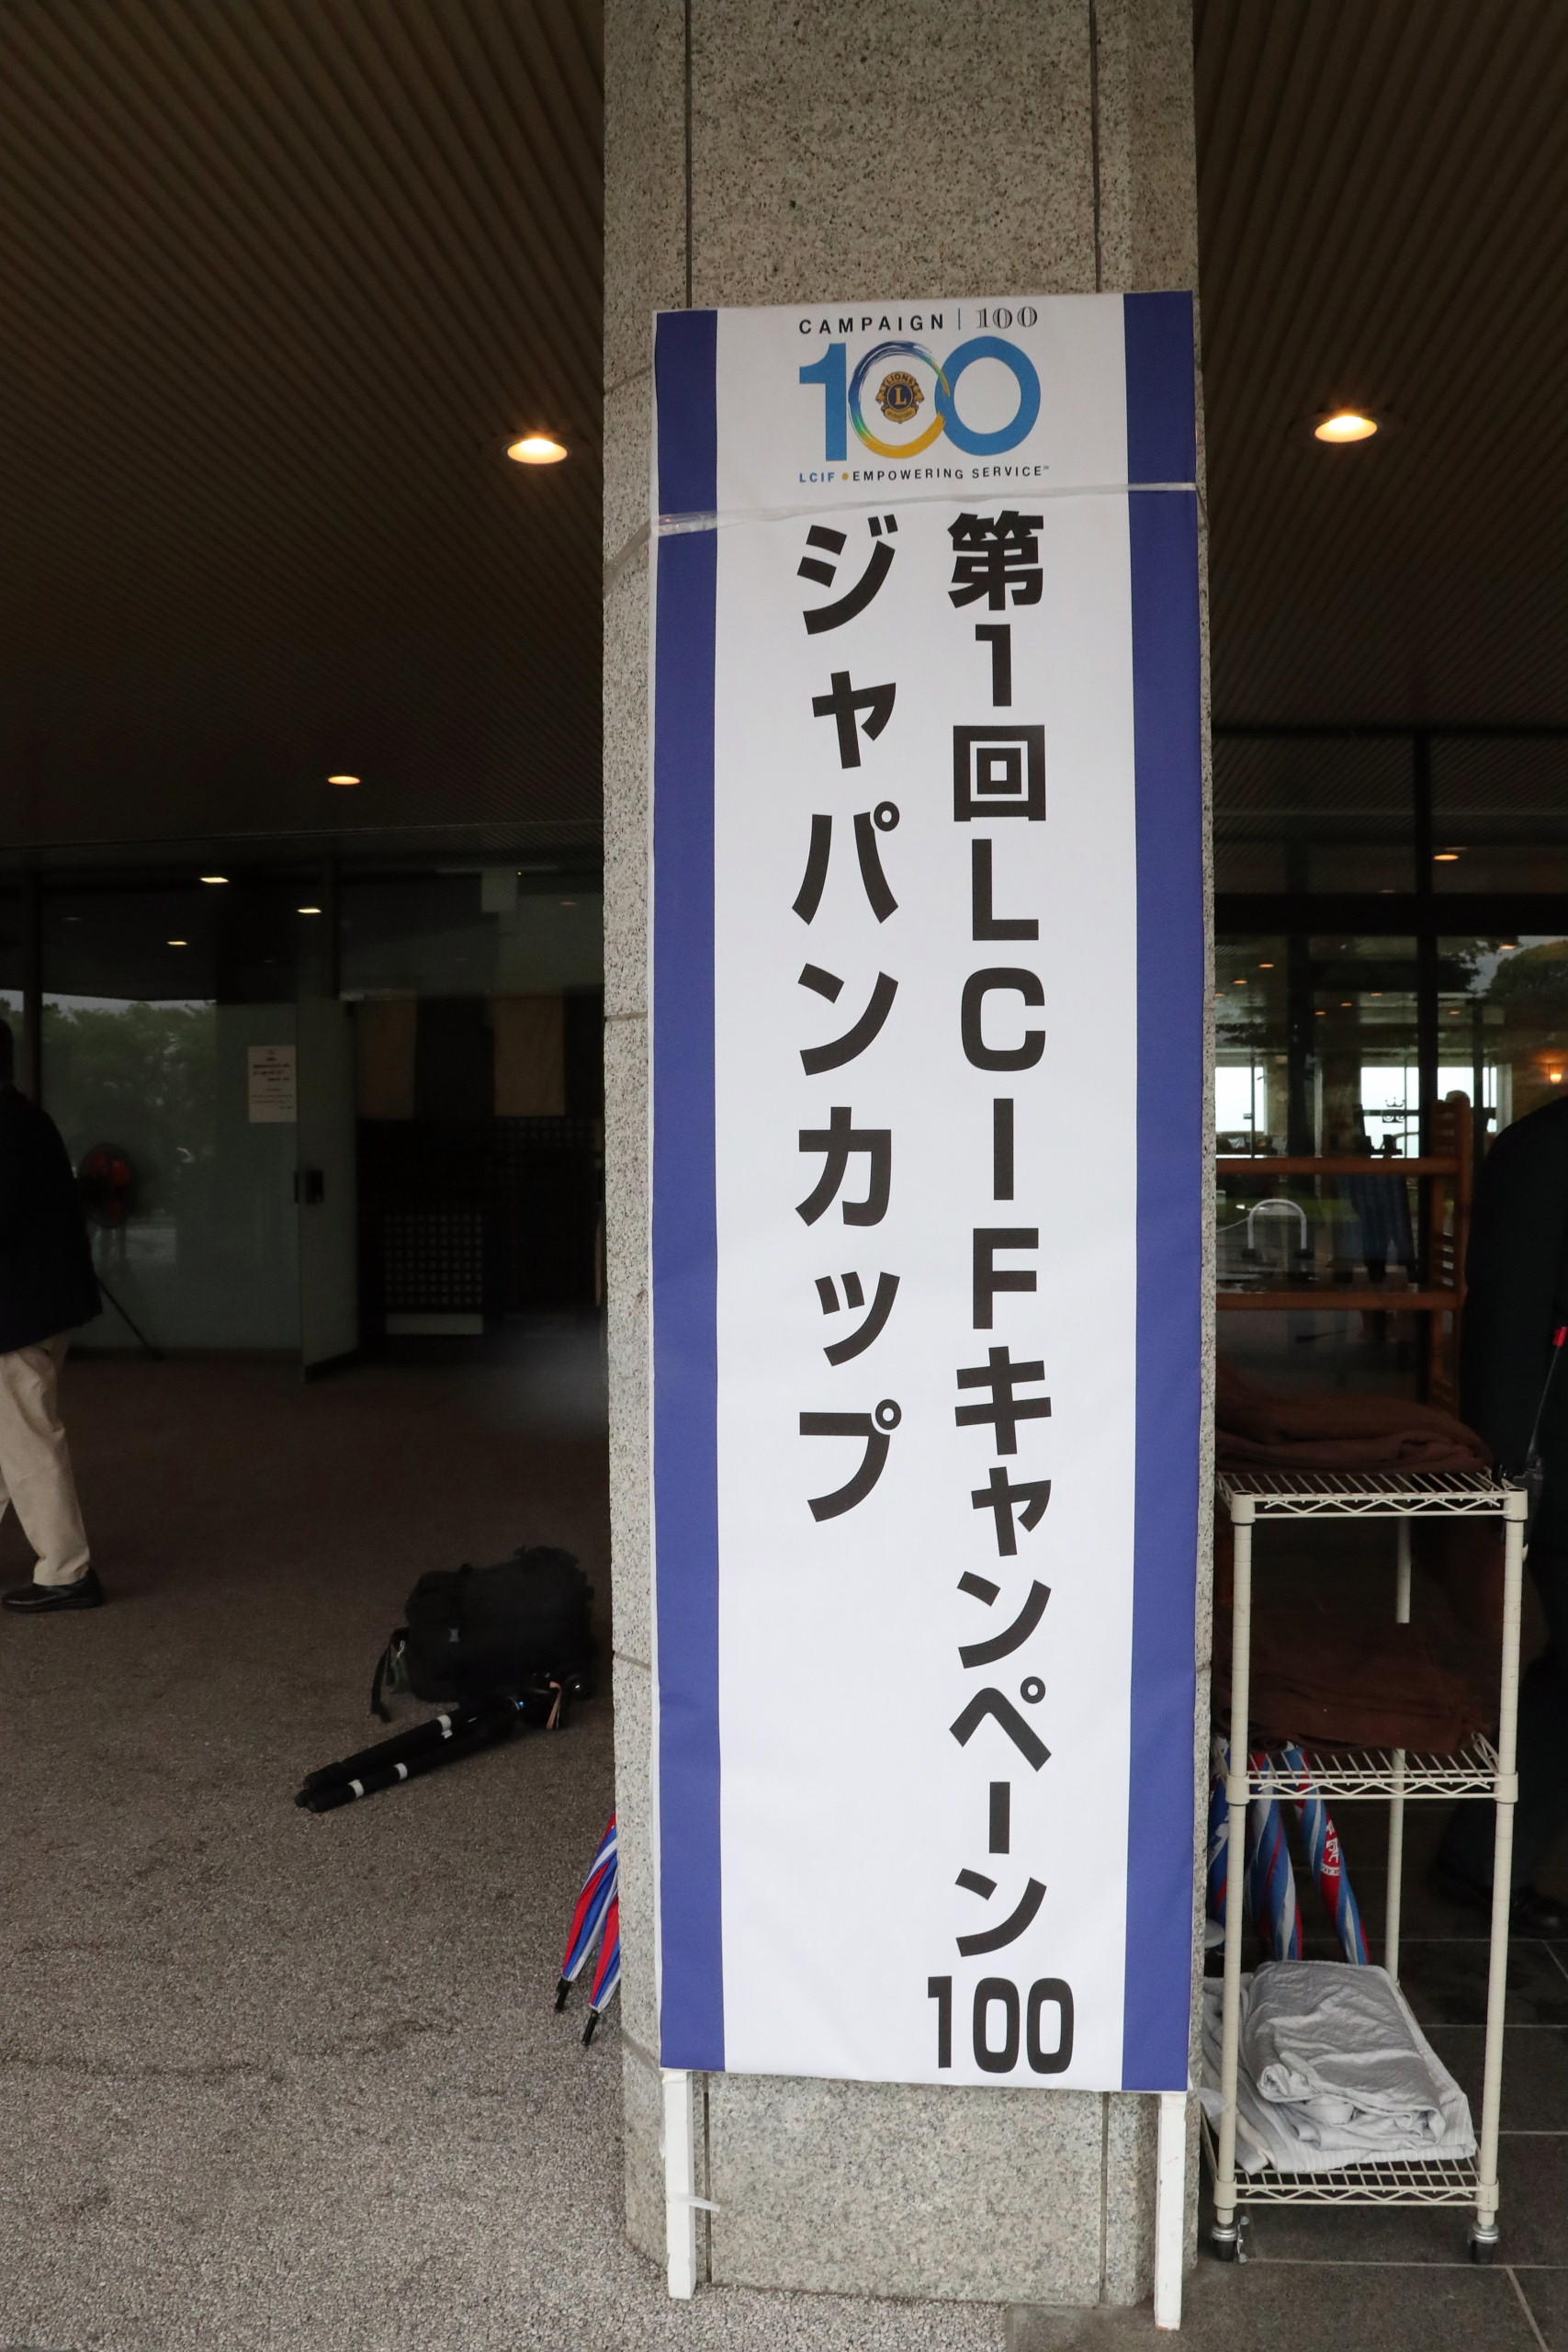 CAMPAIGN | 100
100
LIONS
L
LCIF • EMPOWERING SERVICE
第1回LCIFキャンペーン100
ジャパンカップ